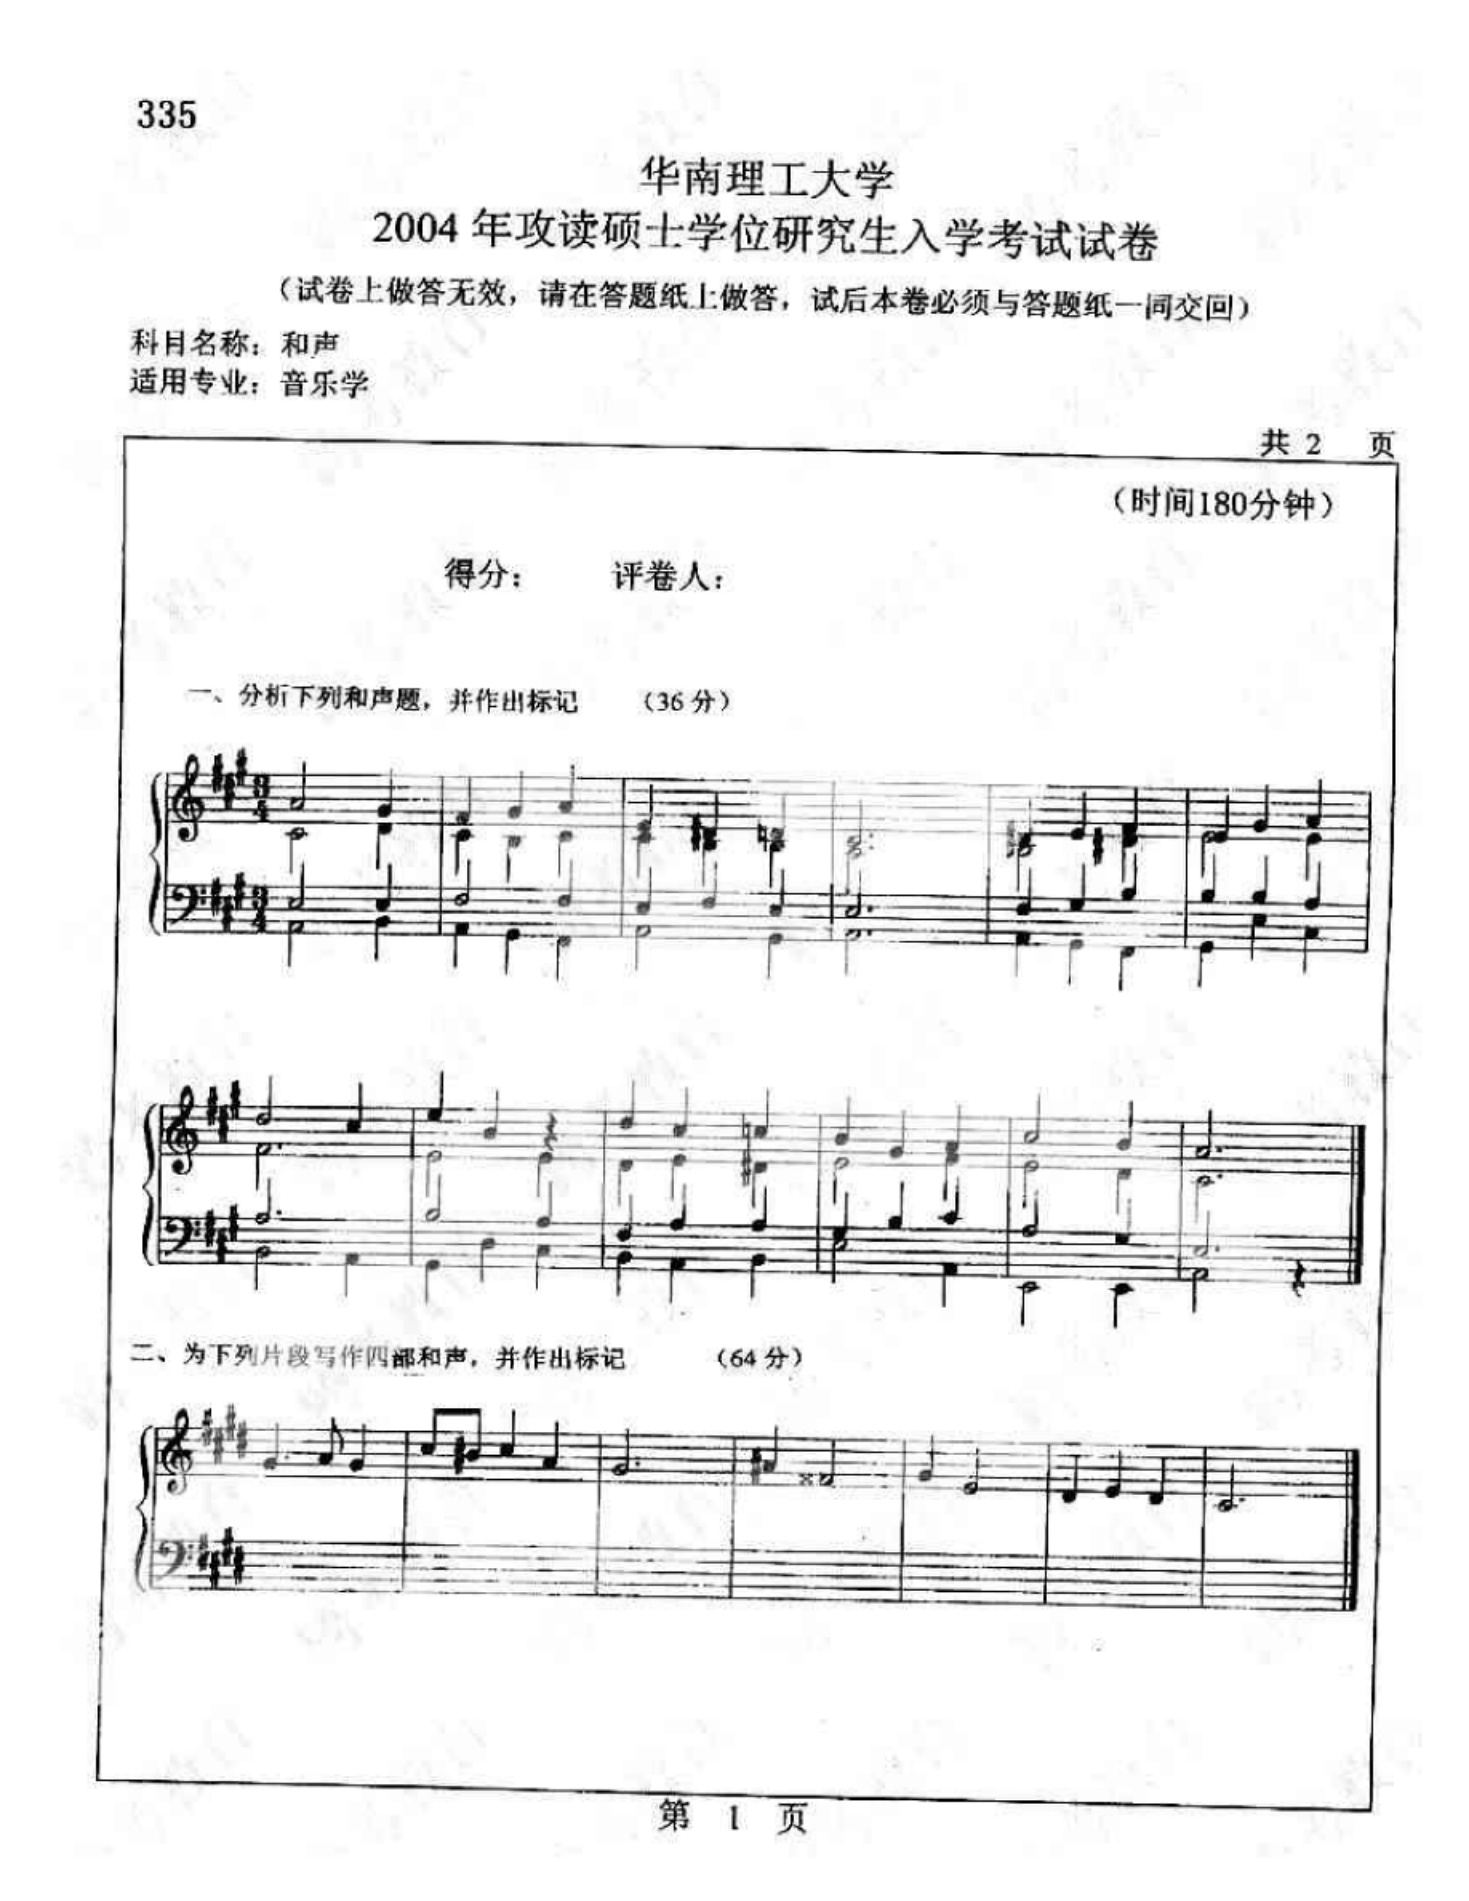 335
华南理工大学
2004 年攻读硕士学位研究生入学考试试卷
（试卷上做答无效，请在答题纸上做答，试后本卷必须与答题纸一同交回）
科目名称：和声
适用专业：音乐学
共 2 页
（时间180分钟）
得分： 评卷人：
一、分析下列和声题，并作出标记 （36 分）
3
4
3
4
二、为下列片段写作四部和声，并作出标记 （64 分）
第 1 页